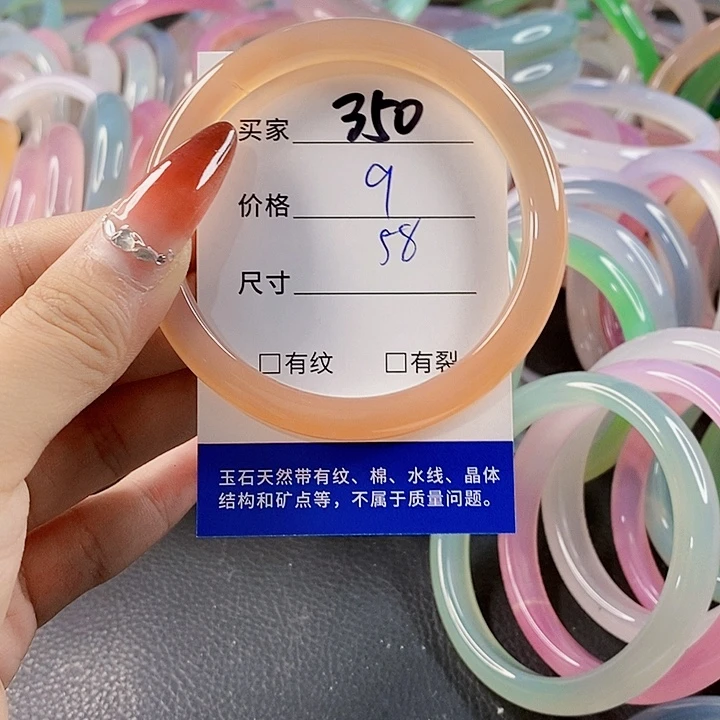 买家 350
价格 9
58
尺寸
□有纹 □有裂
玉石天然带有纹、棉、水线、晶体
结构和矿点等，不属于质量问题。